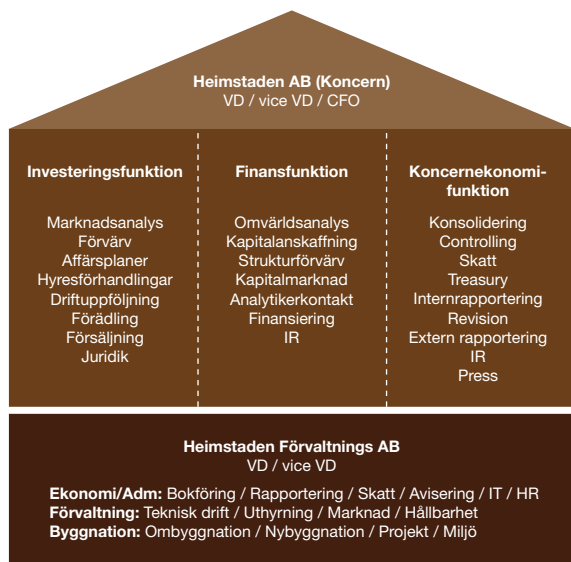 Heimstaden AB (Koncern)
VD / vice VD / CFO
Investeringsfunktion
Marknadsanalys
Förvärv
Affärsplaner
Hyresförhandlingar
Driftuppföljning
Förädling
Försäljning
Juridik
Finansfunktion
Omvärldsanalys
Kapitalanskaffning
Strukturförvärv
Kapitalmarknad
Analytikerkontakt
Finansiering
IR
Koncernekonomi-
funktion
Konsolidering
Controlling
Skatt
Treasury
Internrapportering
Revision
Extern rapportering
IR
Press
Heimstaden Förvaltnings AB
VD / vice VD
Ekonomi/Adm: Bokföring / Rapportering / Skatt / Avisering / IT / HR
Förvaltning: Teknisk drift / Uthyrning / Marknad / Hållbarhet
Byggnation: Ombyggnation / Nybyggnation / Projekt / Miljö